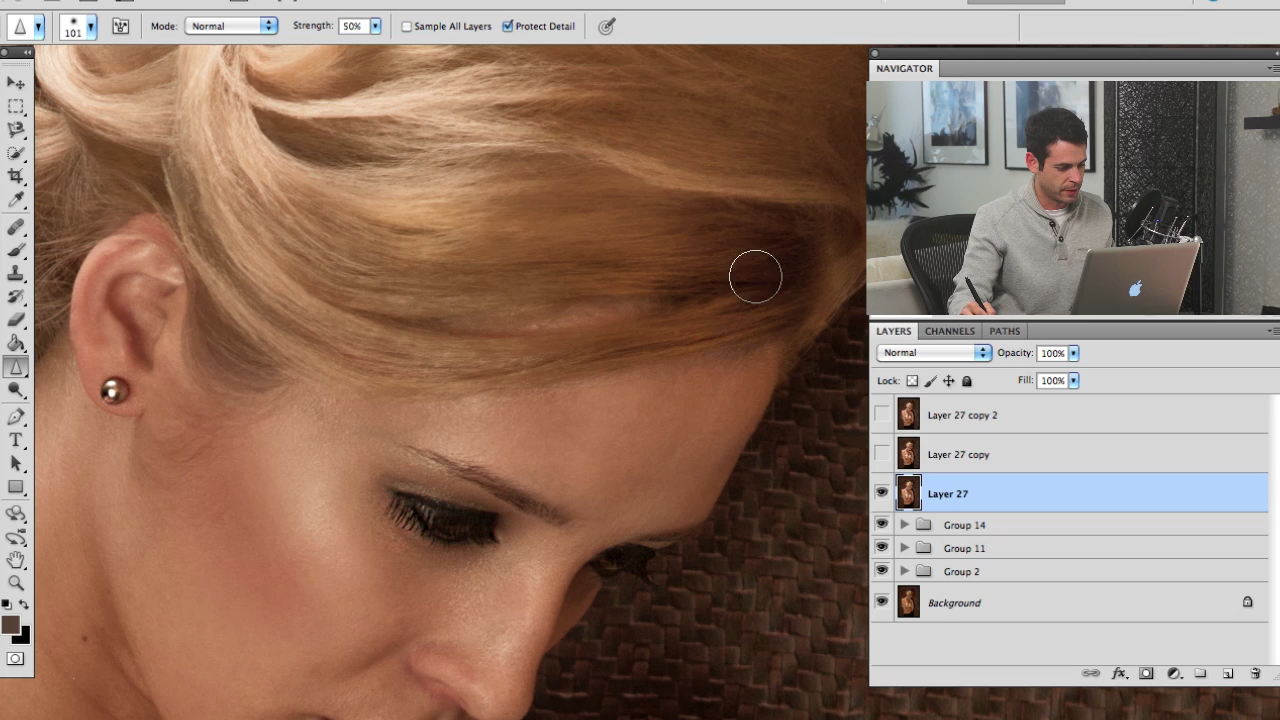 101 Mode: Normal Strength: 50% Sample All Layers Protect Detail
NAVIGATOR
LAYERS CHANNELS PATHS
Normal Opacity: 100%
Lock: Fill: 100%
Layer 27 copy 2
Layer 27 copy
Layer 27
Group 14
Group 11
Group 2
Background
fx
T